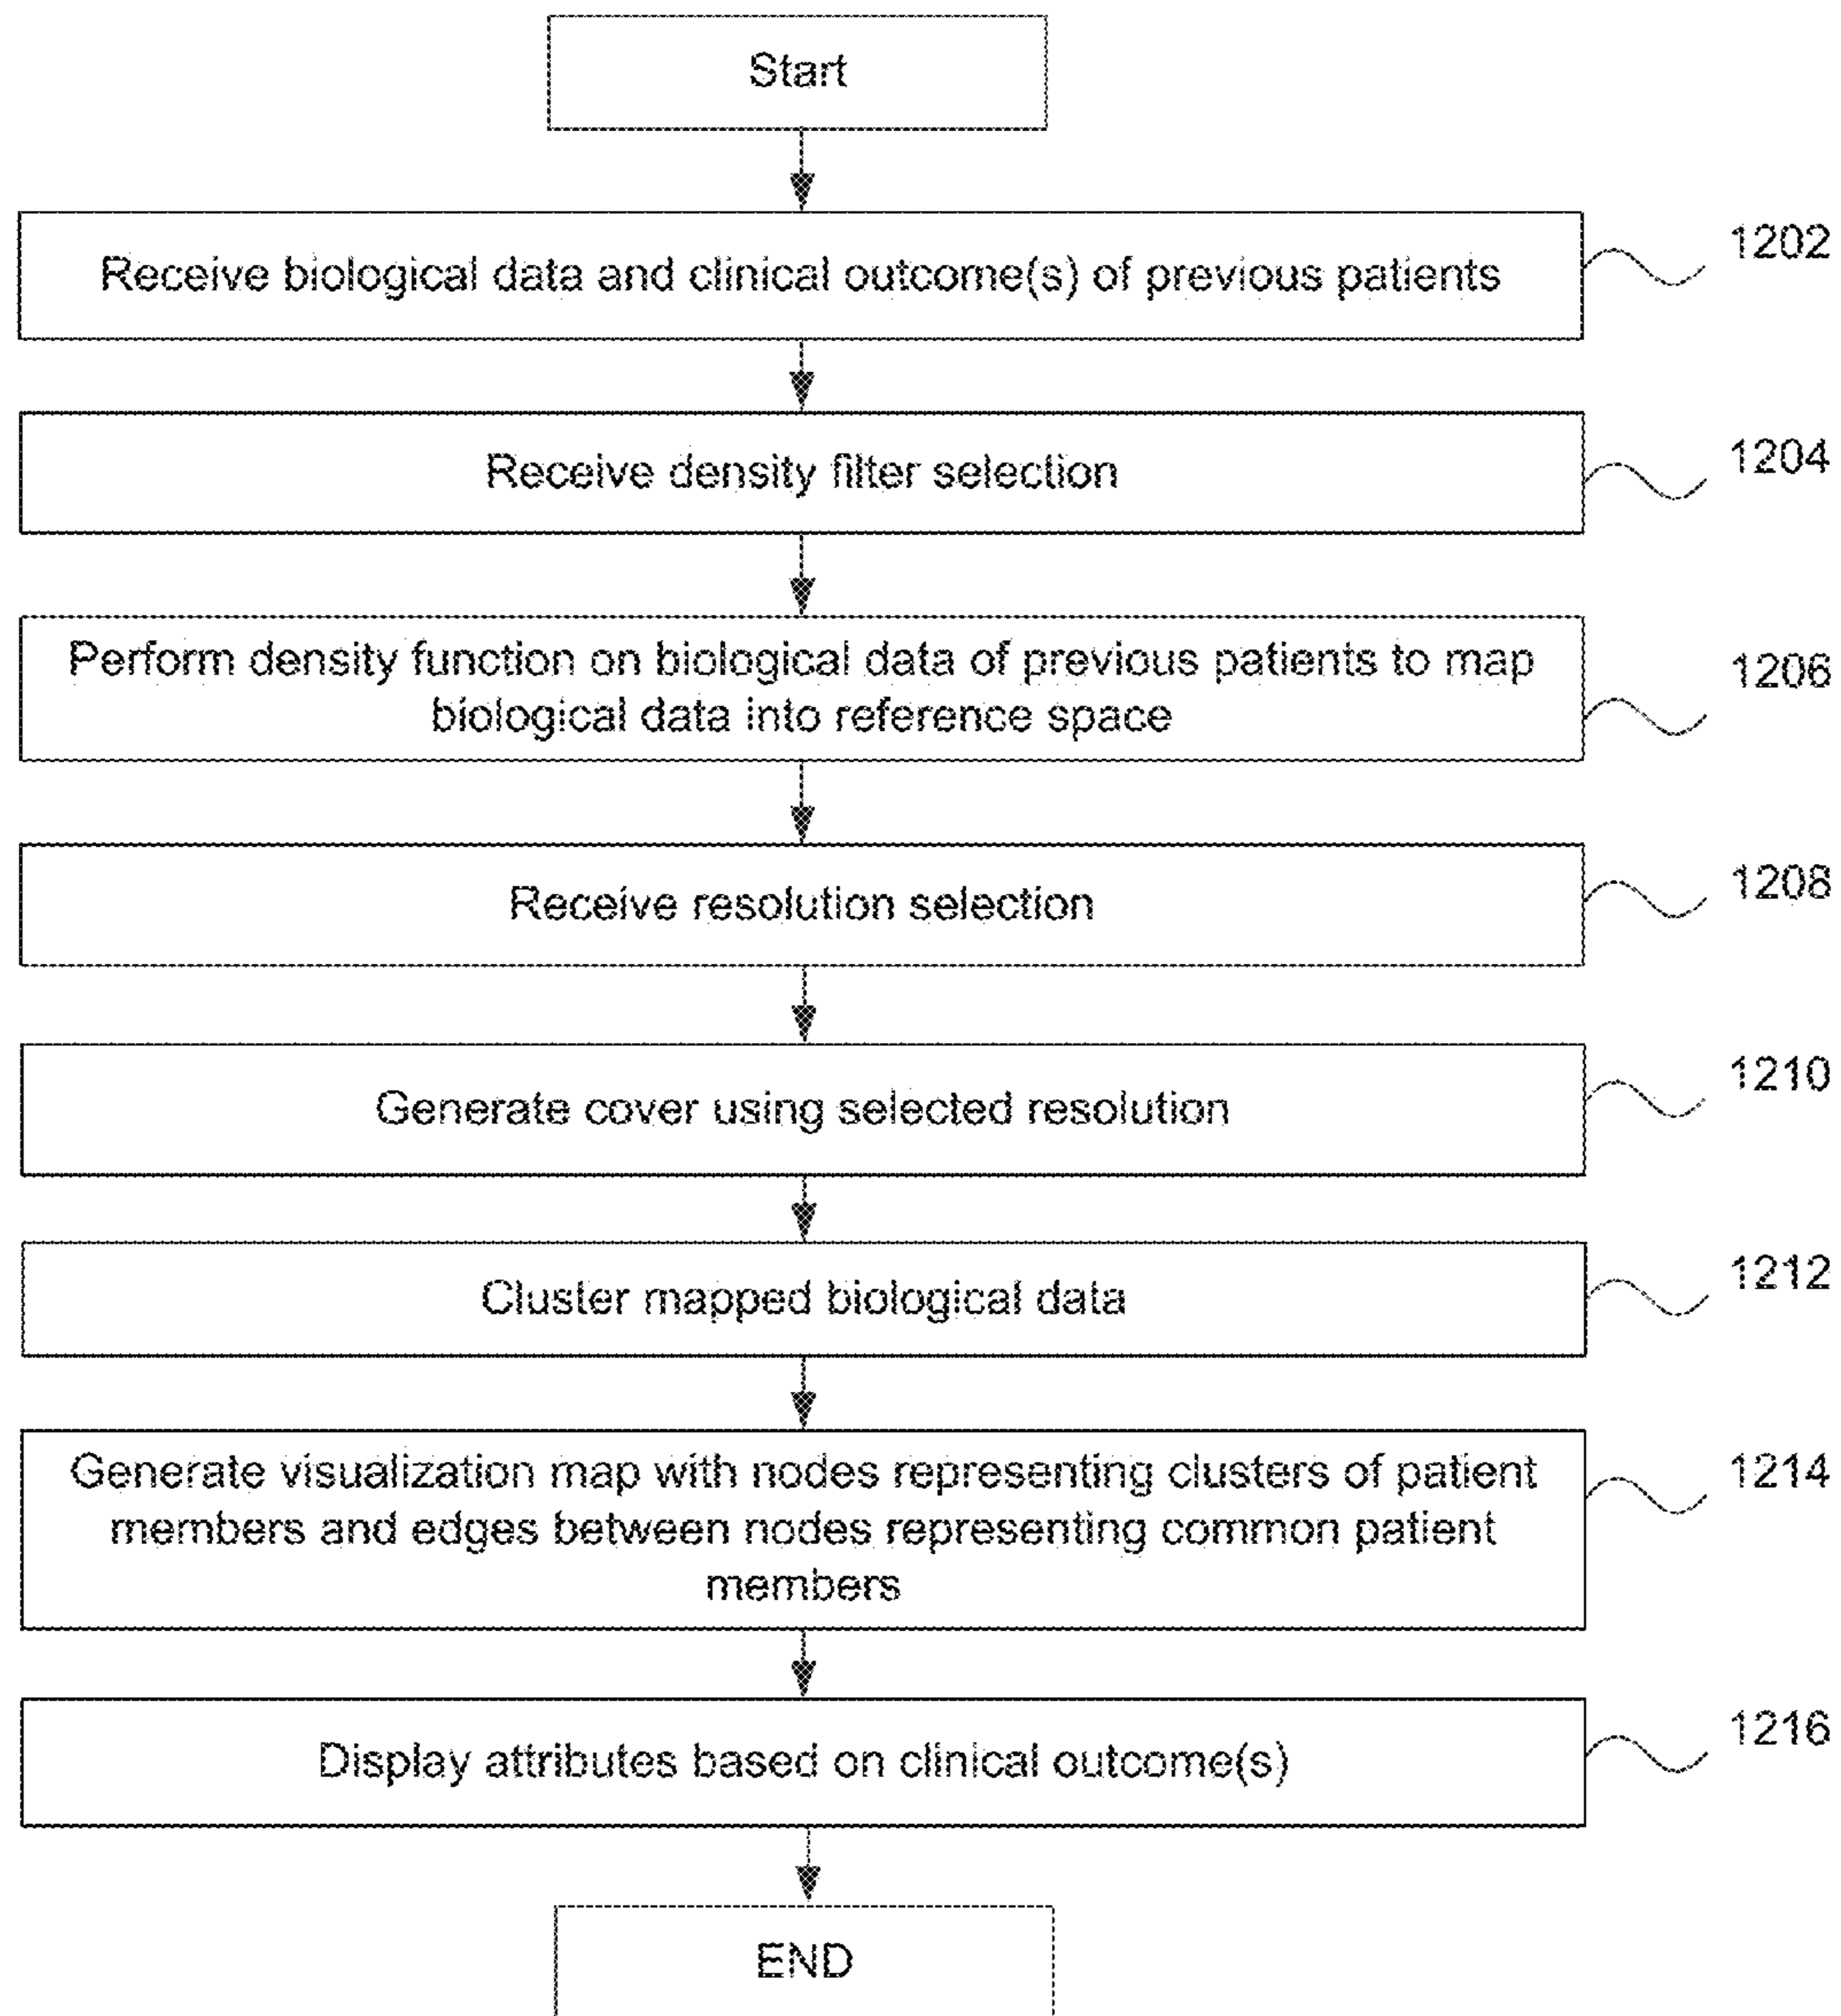 Start
Receive biological data and clinical outcome(s) of previous patients
1202
Receive density filter selection
1204
Perform density function on biological data of previous patients to map
biological data into reference space
1206
Receive resolution selection
1208
Generate cover using selected resolution
1210
Cluster mapped biological data
1212
Generate visualization map with nodes representing clusters of patient
members and edges between nodes representing common patient
members
1214
Display attributes based on clinical outcome(s)
1216
END